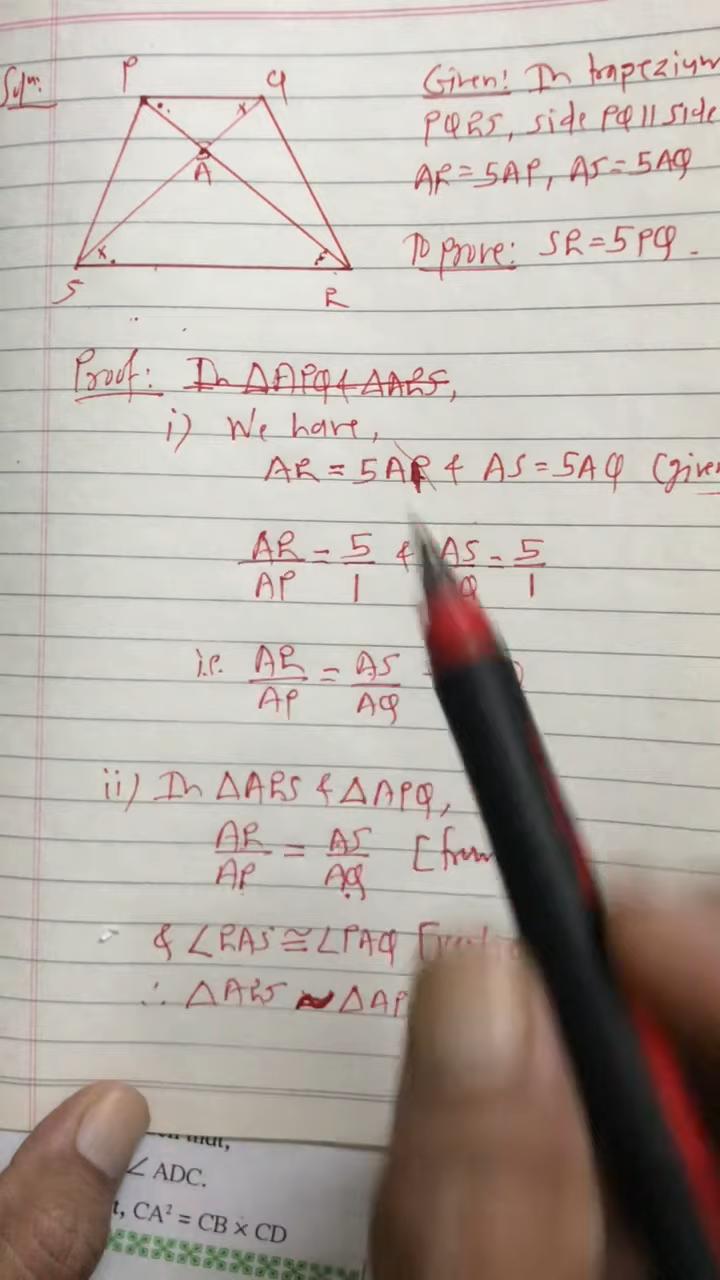 Soln:
P
Q
A
S
R
Given: In trapezium
PQRS, side PQ || side
AR = 5AP, AS = 5AQ
To prove: SR = 5PQ.
Proof: In ΔAPQ & ΔARS,
i) We have,
AR = 5AP & AS = 5AQ (given
AR/AP = 5/1 & AS/Q = 5/1
i.e. AR/AP = AS/AQ
ii) In ΔARS & ΔAPQ,
AR/AP = AS/AQ [from
& ∠RAS ≅ ∠PAQ
∴ ΔARS ~ ΔAP
∠ ADC.
t, CA² = CB × CD